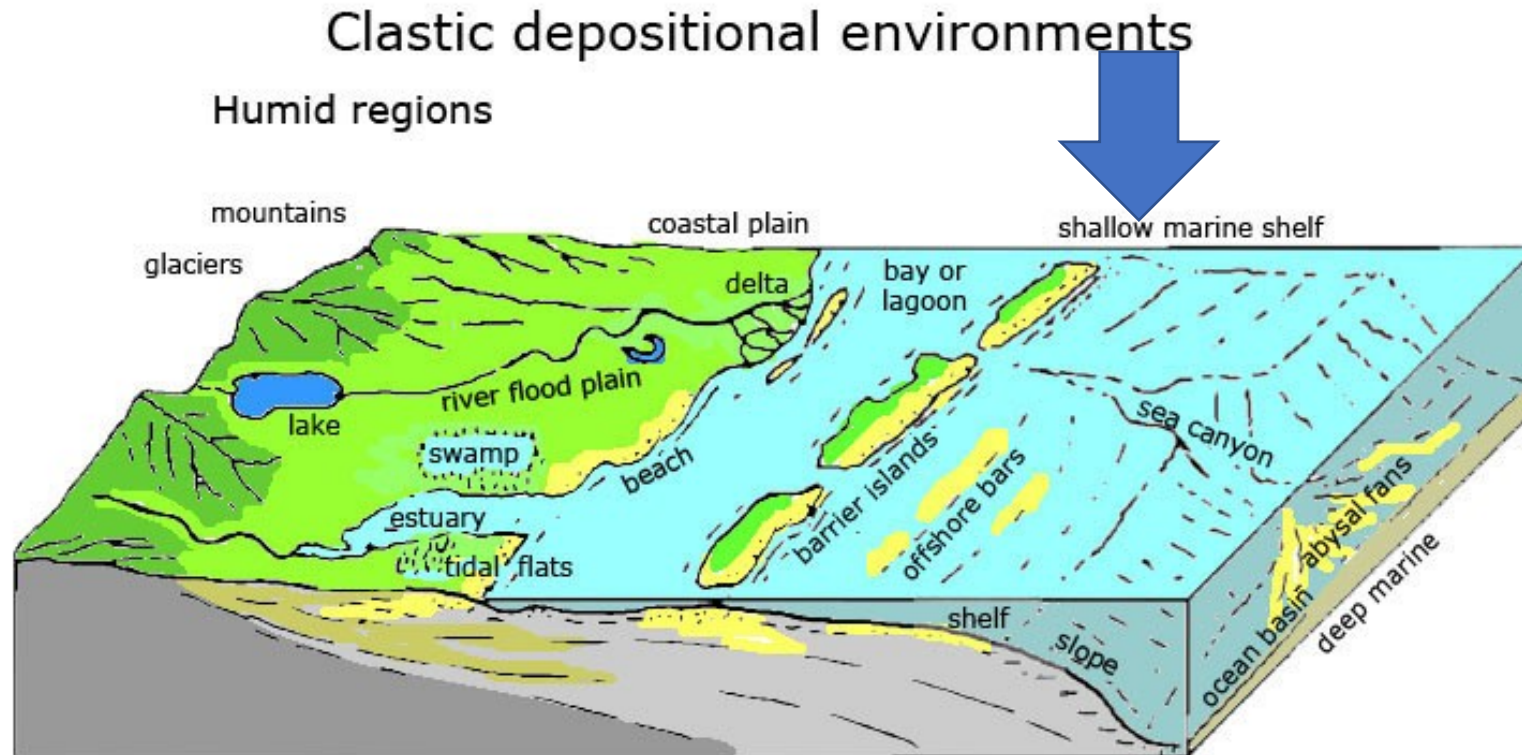 Clastic depositional environments
Humid regions
mountains
coastal plain
shallow marine shelf
glaciers
delta
bay or
lagoon
river flood plain
lake
swamp
beach
sea canyon
barrier islands
offshore bars
estuary
tidal flats
abysal fans
shelf
slope
ocean basin
deep marine